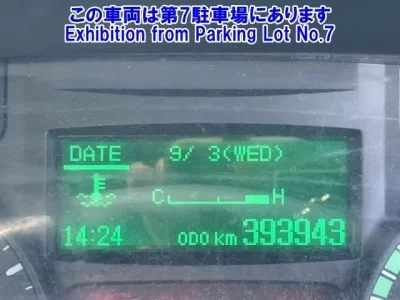 この車両は第7駐車場にあります
Exhibition from Parking Lot No.7
DATE 9/ 3(WED)
C H
14:24 ODO km 393943